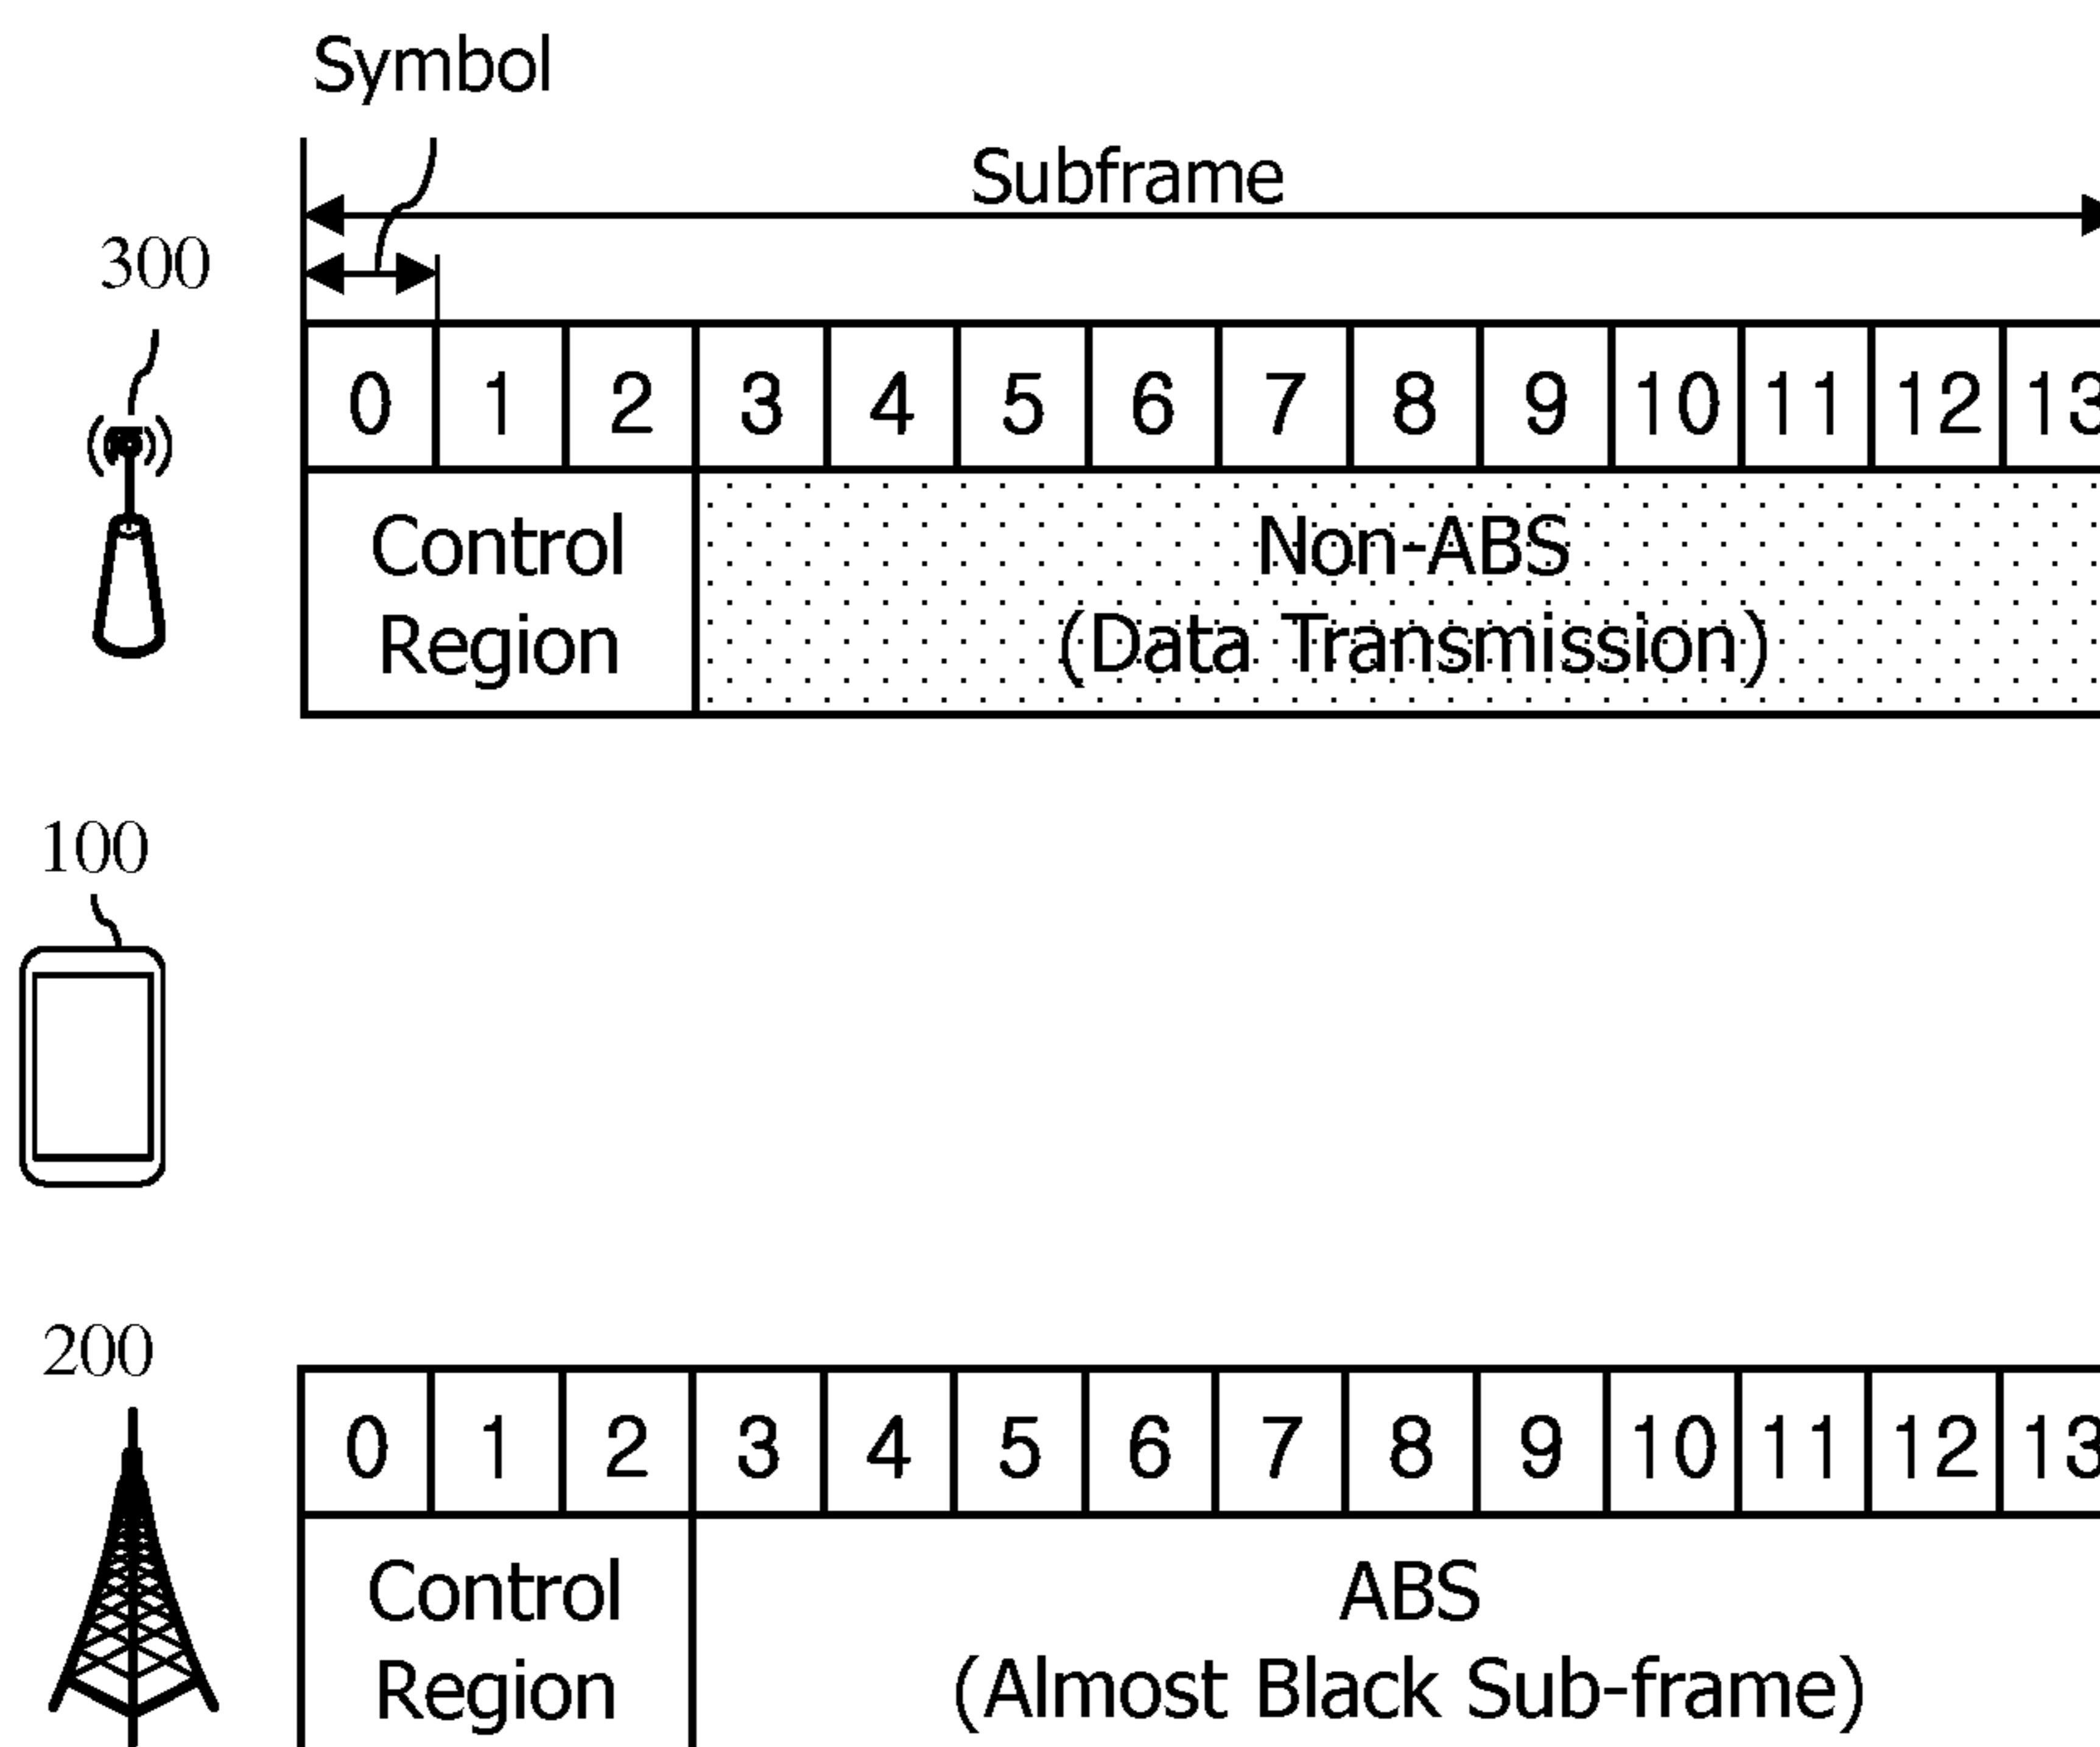 Symbol
Subframe
300
0 1 2 3 4 5 6 7 8 9 10 11 12 13
Control
Region
Non-ABS
(Data Transmission)
100
200
0 1 2 3 4 5 6 7 8 9 10 11 12 13
Control
Region
ABS
(Almost Black Sub-frame)